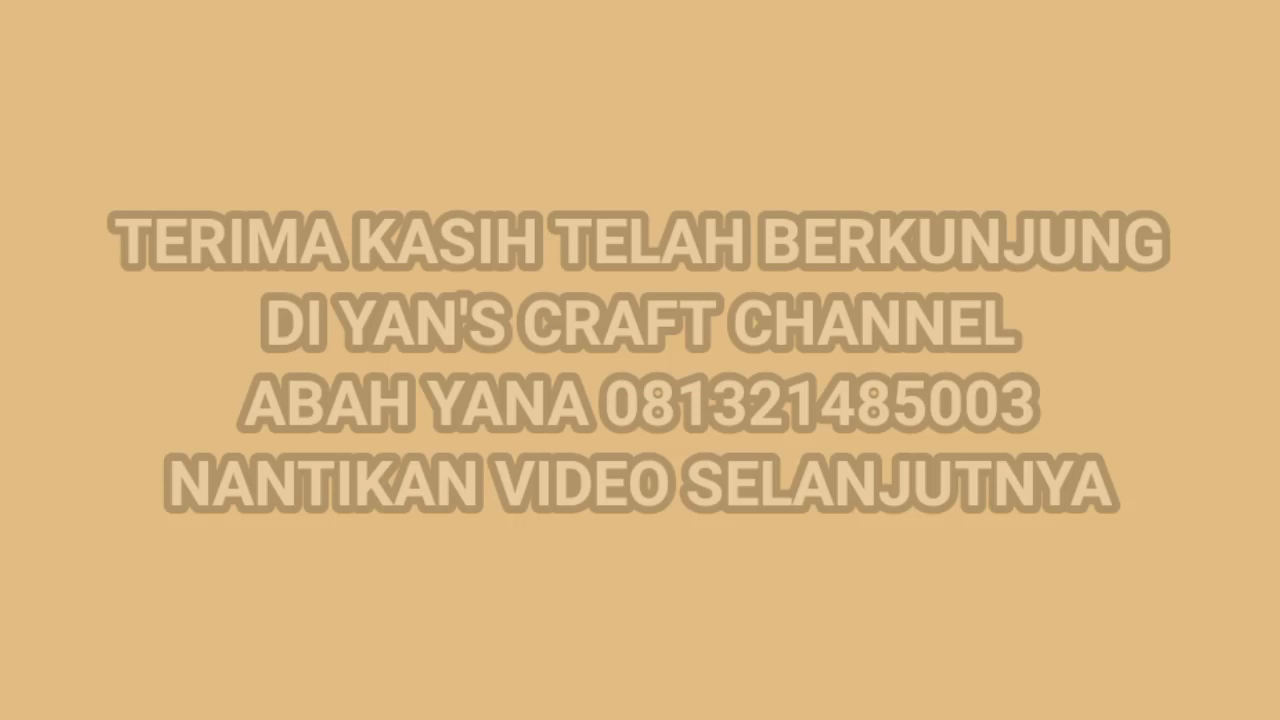 TERIMA KASIH TELAH BERKUNJUNG
DI YAN'S CRAFT CHANNEL
ABAH YANA 081321485003
NANTIKAN VIDEO SELANJUTNYA